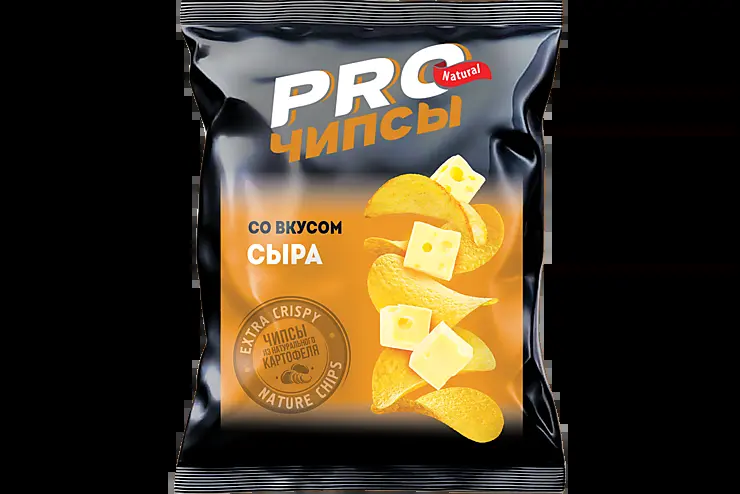 PRO
Natural
ЧИПСЫ
СО ВКУСОМ
СЫРА
EXTRA CRISPY
ЧИПСЫ
ИЗ НАТУРАЛЬНОГО
КАРТОФЕЛЯ
NATURE CHIPS